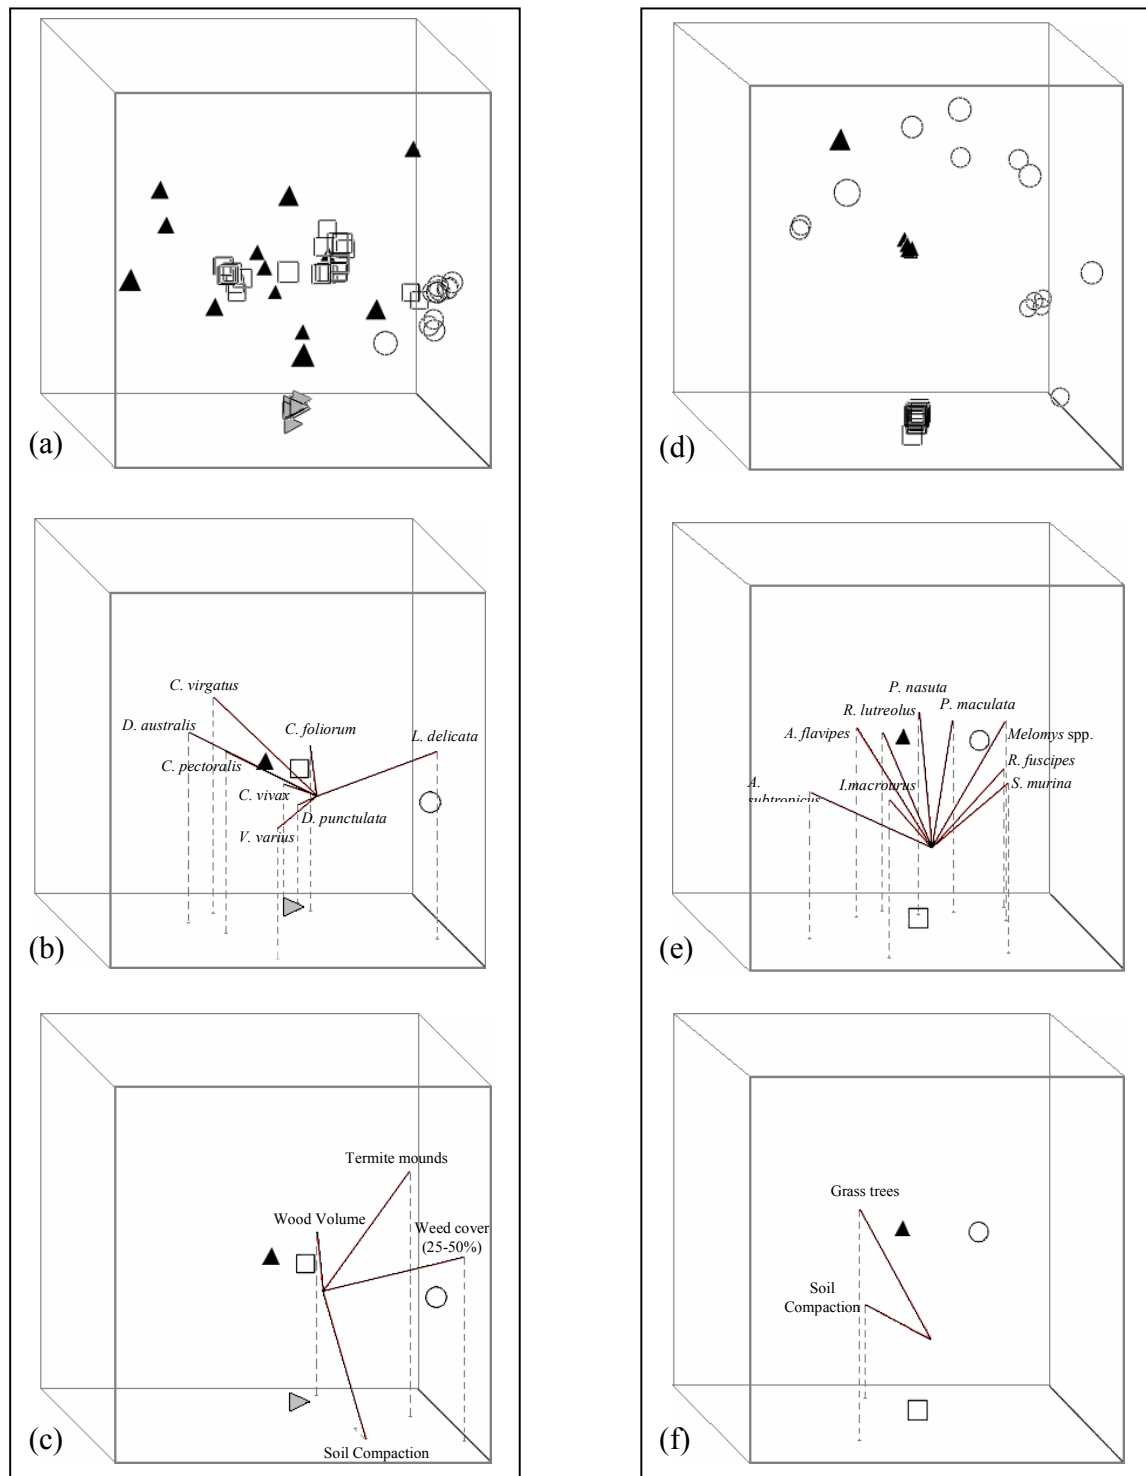 (a)
C. virgatus
D. australis
C. foliorum
L. delicata
C. pectoralis
C. vivax
D. punctulata
V. varius
(b)
Termite mounds
Wood Volume
Weed cover
(25-50%)
Soil Compaction
(c)
(d)
P. nasuta
R. lutreolus
P. maculata
A. flavipes
Melomys spp.
R. fuscipes
S. murina
I.macrourus
A.
subtropicus
(e)
Grass trees
Soil
Compaction
(f)